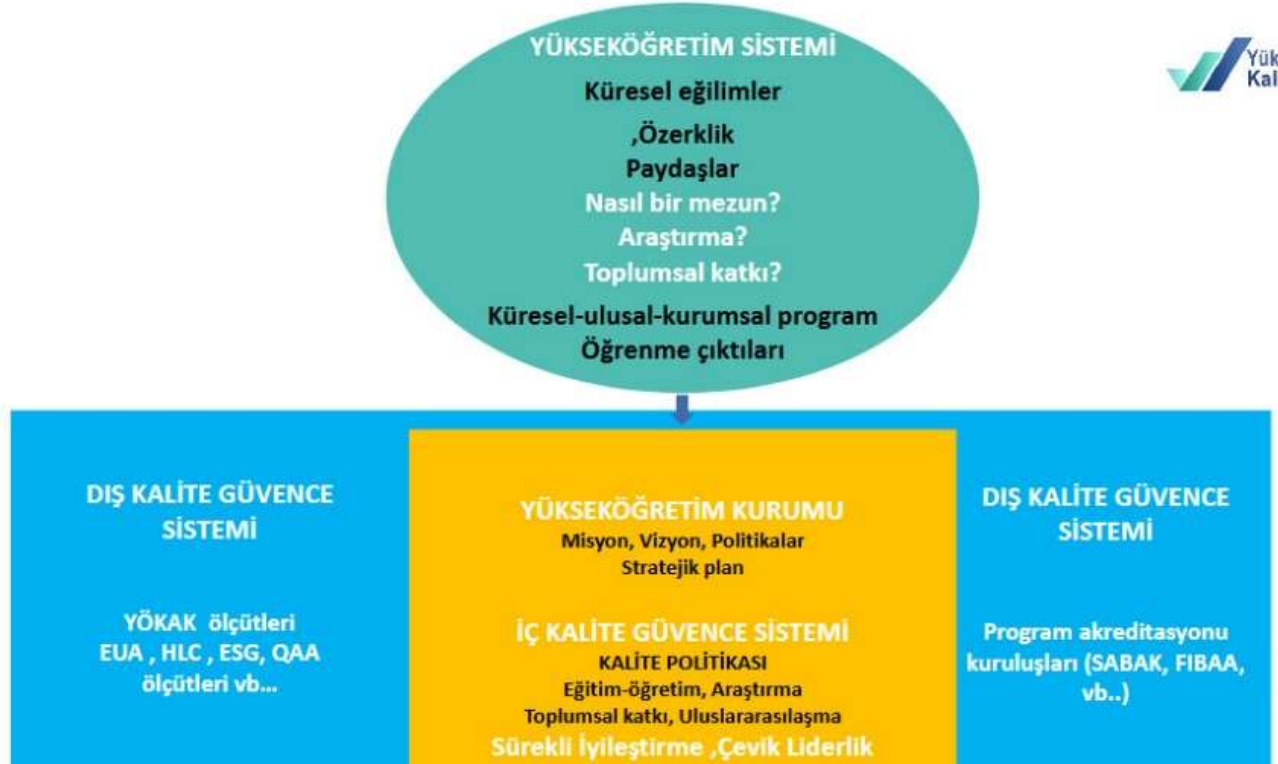 YÜKSEKÖĞRETİM SİSTEMİ
Küresel eğilimler
,Özerklik
Paydaşlar
Nasıl bir mezun?
Araştırma?
Toplumsal katkı?
Küresel-ulusal-kurumsal program
Öğrenme çıktıları
Yük
Kal
DIŞ KALİTE GÜVENCE
SİSTEMİ
YÖKAK ölçütleri
EUA , HLC , ESG, QAA
ölçütleri vb...
YÜKSEKÖĞRETİM KURUMU
Misyon, Vizyon, Politikalar
Stratejik plan
İÇ KALİTE GÜVENCE SİSTEMİ
KALİTE POLİTİKASI
Eğitim-öğretim, Araştırma
Toplumsal katkı, Uluslararasılaşma
Sürekli İyileştirme ,Çevik Liderlik
DIŞ KALİTE GÜVENCE
SİSTEMİ
Program akreditasyonu
kuruluşları (SABAK, FIBAA,
vb..)